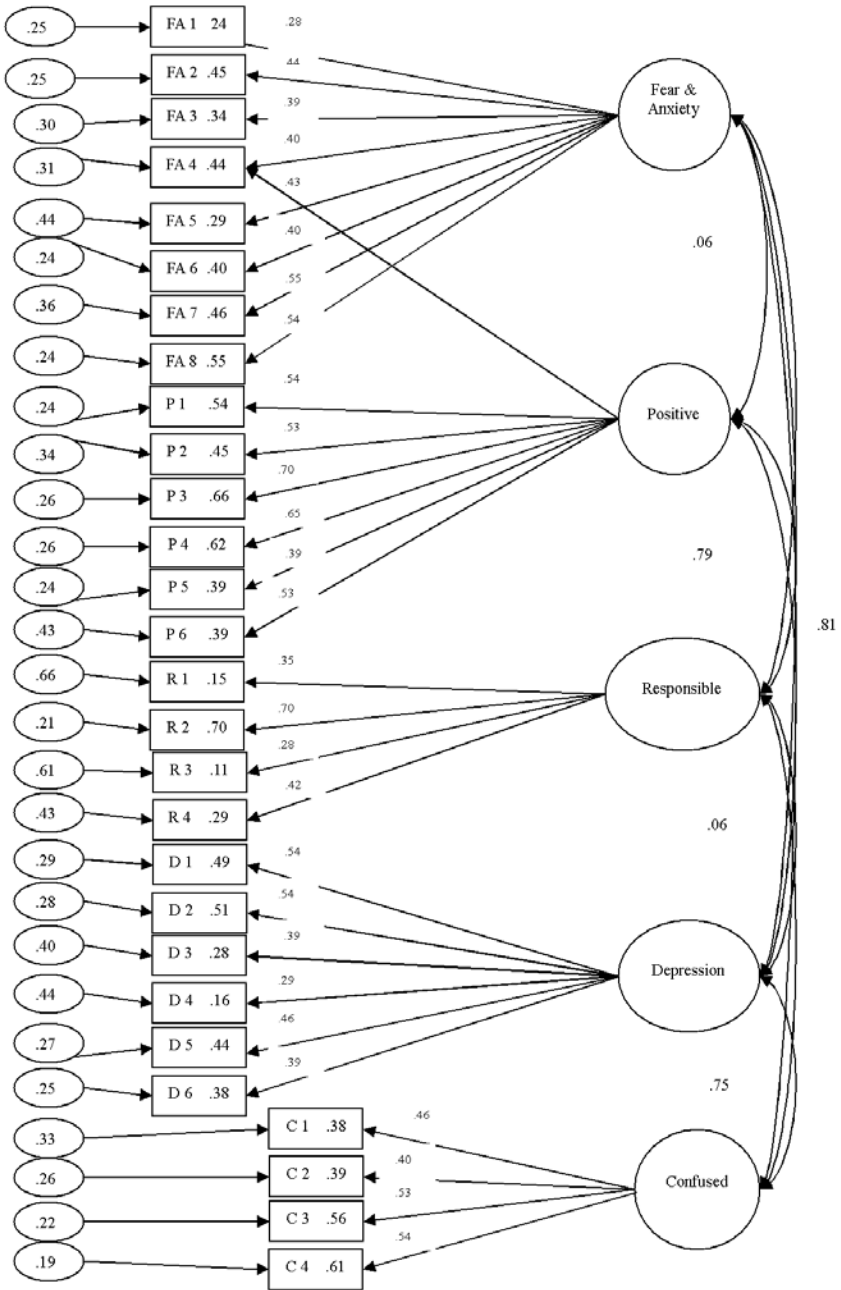 .25 FA 1 24 .28
.25 FA 2 .45 .44
Fear &
Anxiety
.30 FA 3 .34 .39
.31 FA 4 .44 .40
.43
.44 FA 5 .29 .40
.24 FA 6 .40 .06
.55
.36 FA 7 .46 .54
.24 FA 8 .55 .54
.24 P 1 .54 Positive
.53
.34 P 2 .45 .70
.26 P 3 .66 .65
.26 P 4 .62 .39 .79
.24 P 5 .39 .53
.43 P 6 .39 .81
.66 R 1 .15 .35 Responsible
.21 R 2 .70 .70
.28
.61 R 3 .11 .42
.43 R 4 .29 .06
.29 D 1 .49 .54
.28 D 2 .51 .54
.40 D 3 .28 .39 Depression
.44 D 4 .16 .29
.27 D 5 .44 .46
.25 D 6 .38 .39 .75
.33 C 1 .38 .46
.26 C 2 .39 .40 Confused
.22 C 3 .56 .53
.19 C 4 .61 .54